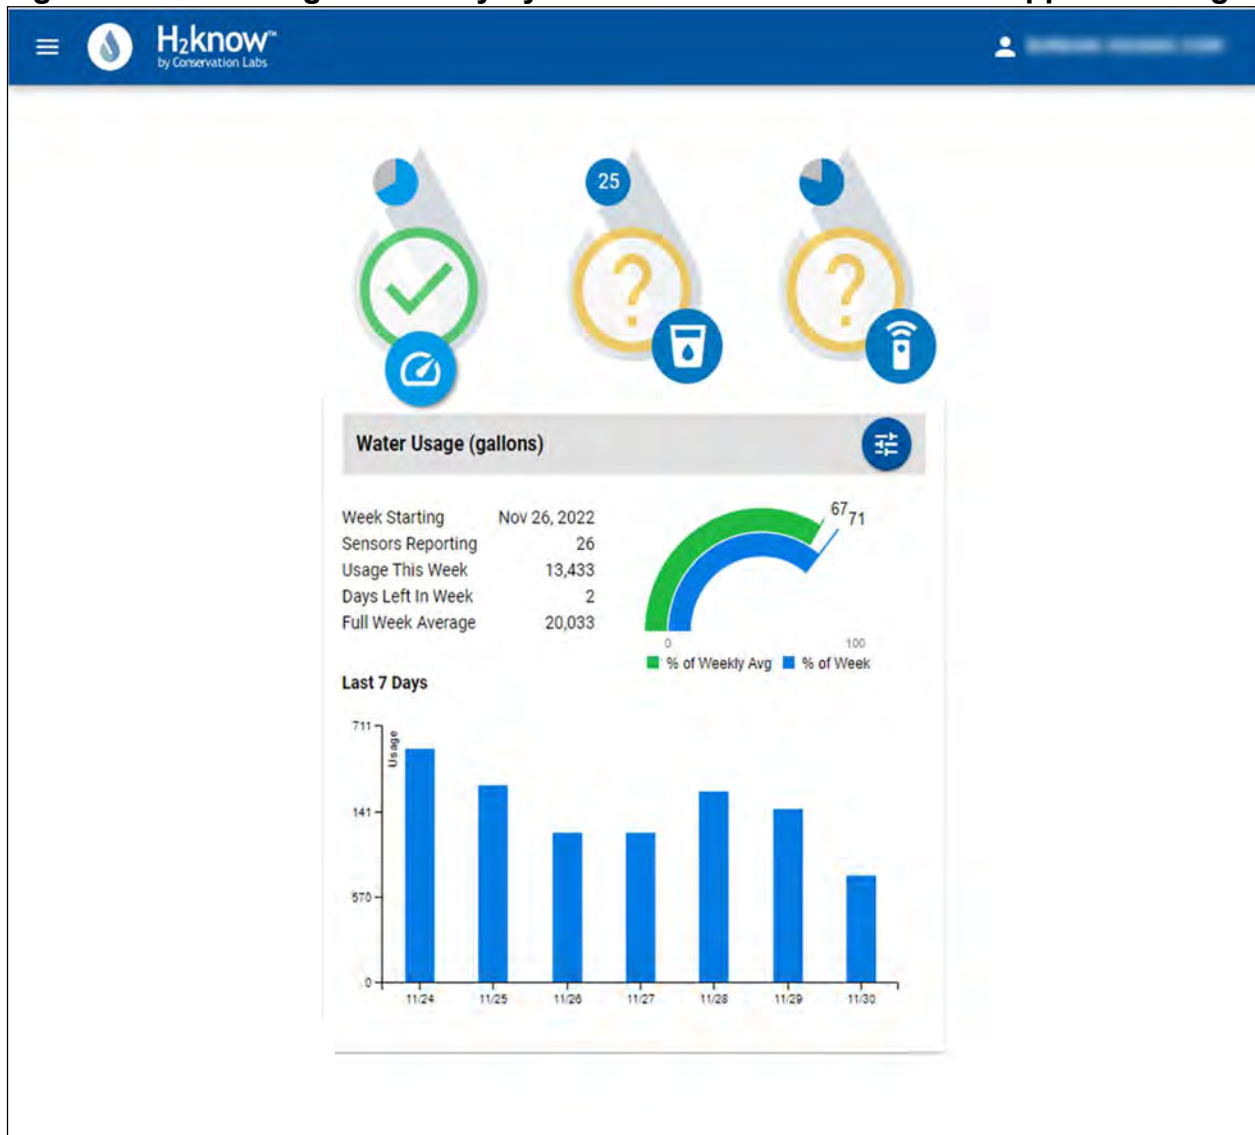 H₂know™
by Conservation Labs
25
Water Usage (gallons)
Week Starting Nov 26, 2022
Sensors Reporting 26
Usage This Week 13,433
Days Left In Week 2
Full Week Average 20,033
67 71
0 100
% of Weekly Avg % of Week
Last 7 Days
711
Usage
141
570
0
11/24 11/25 11/26 11/27 11/28 11/29 11/30